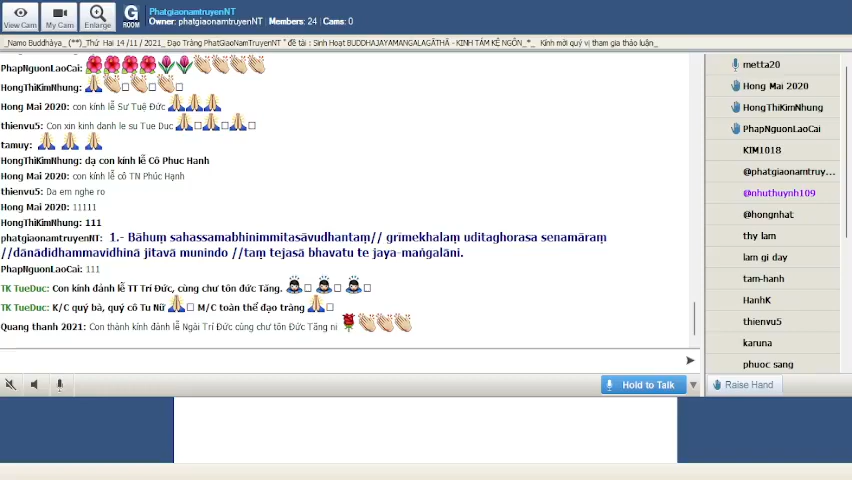 PhatgiaonamtruyenNT
Owner: phatgiaonamtruyenNT | Members: 24 | Cams: 0
View Cam
My Cam
Enlarge
G
ROOM
_Namo Buddhàya_ (**)_Thứ Hai 14 /11 / 2021_ Đạo Tràng PhatGiaoNamTruyenNT " đề tài : Sinh Hoạt BUDDHAJAYAMANGALAGĀTHĀ - KINH TÁM KỆ NGÔN_*_ Kính mời quý vị tham gia thảo luận_
PhapNguonLaoCai:
HongThiKimNhung:
Hong Mai 2020: con kính lễ Sư Tuệ Đức
thienvu5: Con xin kinh danh le su Tue Duc
tamuy:
HongThiKimNhung: dạ con kính lễ Cô Phuc Hanh
Hong Mai 2020: con kính lễ cô TN Phúc Hạnh
thienvu5: Da em nghe ro
Hong Mai 2020: 11111
HongThiKimNhung: 111
phatgiaonamtruyenNT: 1.- Bāhuṃ sahassamabhinimmitasāvudhantaṃ// grīmekhalaṃ uditaghorasa senamāraṃ
//dānādidhammavidhinā jitavā munindo //taṃ tejasā bhavatu te jaya-maṅgalāni.
PhapNguonLaoCai: 111
TK TueDuc: Con kính đảnh lễ TT Trí Đức, cùng chư tôn đức Tăng.
TK TueDuc: K/C quý bà, quý cô Tu Nữ M/C toàn thể đạo tràng
Quang thanh 2021: Con thành kính đảnh lễ Ngài Trí Đức cùng chư tôn Đức Tăng ni
Hold to Talk
metta20
Hong Mai 2020
HongThiKimNhung
PhapNguonLaoCai
KIM1018
@phatgiaonamtruy...
@nhuthuynh109
@hongnhat
thy lam
lam gi day
tam-hanh
HanhK
thienvu5
karuna
phuoc sang
Raise Hand